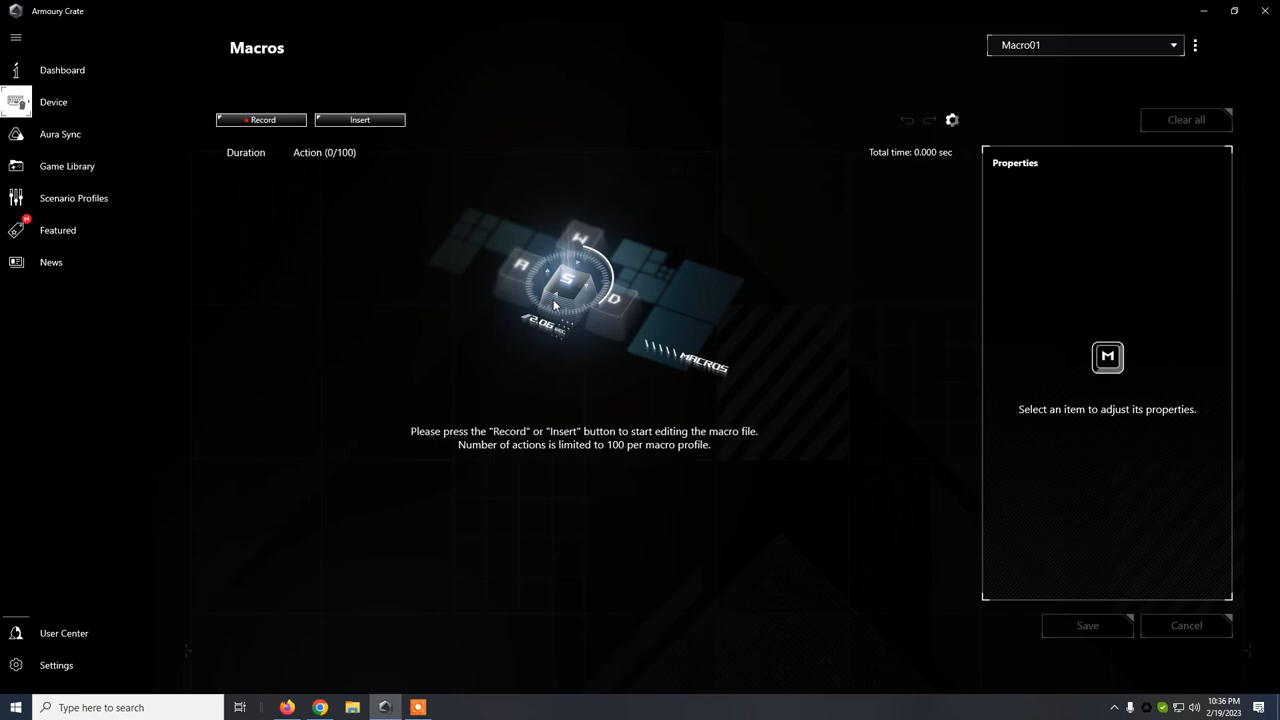 Armoury Crate
Macros
Macro01
Dashboard
Device
Aura Sync
Game Library
Scenario Profiles
Featured
News
User Center
Settings
Record
Insert
Clear all
Duration
Action (0/100)
Total time: 0.000 sec
W
A
S
D
2.06 sec
MACROS
Please press the "Record" or "Insert" button to start editing the macro file.
Number of actions is limited to 100 per macro profile.
Properties
M
Select an item to adjust its properties.
Save
Cancel
Type here to search
10:36 PM
2/19/2023